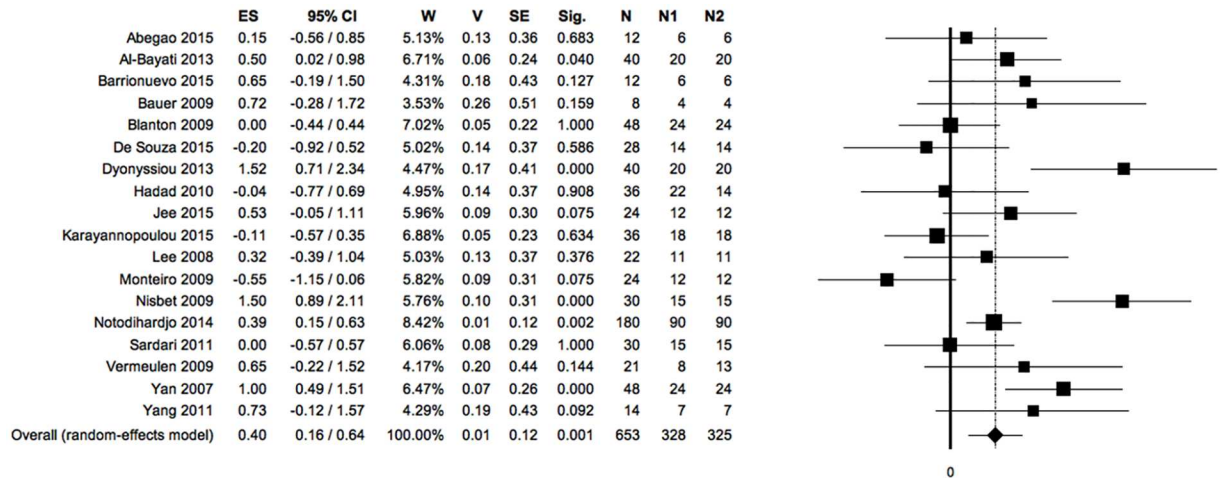 ES 95% CI W V SE Sig. N N1 N2
Abegao 2015 0.15 -0.56 / 0.85 5.13% 0.13 0.36 0.683 12 6 6
Al-Bayati 2013 0.50 0.02 / 0.98 6.71% 0.06 0.24 0.040 40 20 20
Barrionuevo 2015 0.65 -0.19 / 1.50 4.31% 0.18 0.43 0.127 12 6 6
Bauer 2009 0.72 -0.28 / 1.72 3.53% 0.26 0.51 0.159 8 4 4
Blanton 2009 0.00 -0.44 / 0.44 7.02% 0.05 0.22 1.000 48 24 24
De Souza 2015 -0.20 -0.92 / 0.52 5.02% 0.14 0.37 0.586 28 14 14
Dyonyssiou 2013 1.52 0.71 / 2.34 4.47% 0.17 0.41 0.000 40 20 20
Hadad 2010 -0.04 -0.77 / 0.69 4.95% 0.14 0.37 0.908 36 22 14
Jee 2015 0.53 -0.05 / 1.11 5.96% 0.09 0.30 0.075 24 12 12
Karayannopoulou 2015 -0.11 -0.57 / 0.35 6.88% 0.05 0.23 0.634 36 18 18
Lee 2008 0.32 -0.39 / 1.04 5.03% 0.13 0.37 0.376 22 11 11
Monteiro 2009 -0.55 -1.15 / 0.06 5.82% 0.09 0.31 0.075 24 12 12
Nisbet 2009 1.50 0.89 / 2.11 5.76% 0.10 0.31 0.000 30 15 15
Notodihardjo 2014 0.39 0.15 / 0.63 8.42% 0.01 0.12 0.002 180 90 90
Sardari 2011 0.00 -0.57 / 0.57 6.06% 0.08 0.29 1.000 30 15 15
Vermeulen 2009 0.65 -0.22 / 1.52 4.17% 0.20 0.44 0.144 21 8 13
Yan 2007 1.00 0.49 / 1.51 6.47% 0.07 0.26 0.000 48 24 24
Yang 2011 0.73 -0.12 / 1.57 4.29% 0.19 0.43 0.092 14 7 7
Overall (random-effects model) 0.40 0.16 / 0.64 100.00% 0.01 0.12 0.001 653 328 325
0